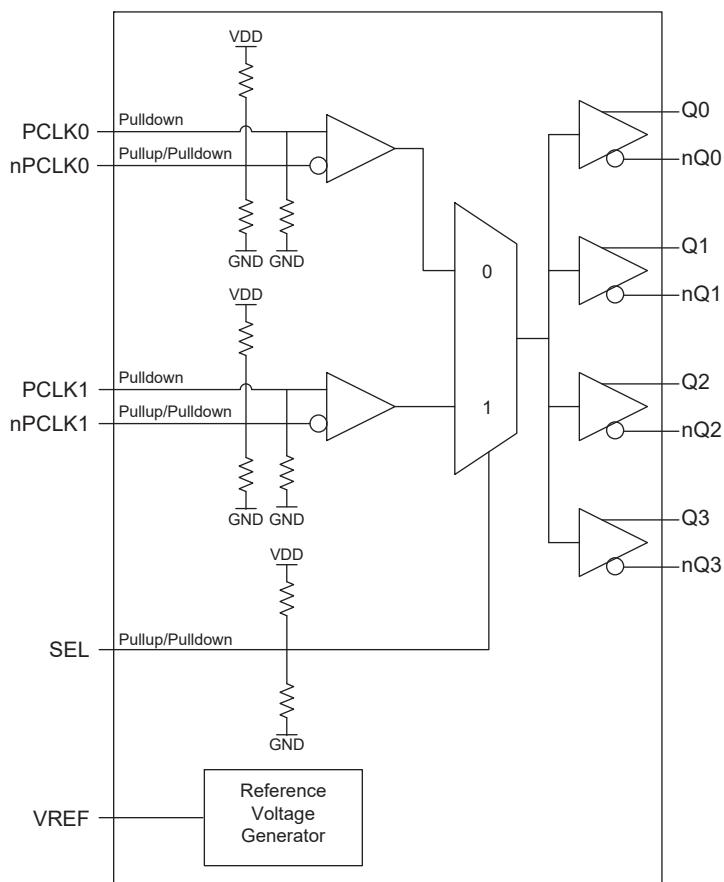 VDD
PCLK0
Pulldown
nPCLK0
Pullup/Pulldown
GND
GND
Q0
nQ0
0
Q1
nQ1
VDD
PCLK1
Pulldown
nPCLK1
Pullup/Pulldown
GND
GND
1
Q2
nQ2
Q3
nQ3
VDD
SEL
Pullup/Pulldown
GND
VREF
Reference
Voltage
Generator